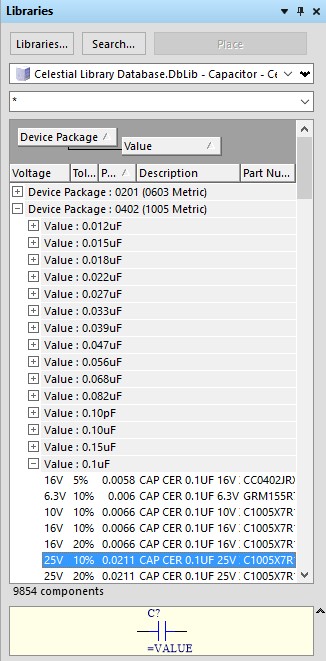 Libraries
Libraries... Search... Place
Celestial Library Database.DbLib - Capacitor - Ce
*
Device Package
Value
Voltage Tol... P... Description Part Nu...
Device Package : 0201 (0603 Metric)
Device Package : 0402 (1005 Metric)
Value : 0.012uF
Value : 0.015uF
Value : 0.018uF
Value : 0.022uF
Value : 0.027uF
Value : 0.033uF
Value : 0.039uF
Value : 0.047uF
Value : 0.056uF
Value : 0.068uF
Value : 0.082uF
Value : 0.10pF
Value : 0.10uF
Value : 0.15uF
Value : 0.1uF
16V 5% 0.0058 CAP CER 0.1UF 16V CC0402JRX
6.3V 10% 0.006 CAP CER 0.1UF 6.3V GRM155R7
10V 10% 0.0066 CAP CER 0.1UF 10V C1005X7R1
16V 10% 0.0066 CAP CER 0.1UF 16V C1005X7R1
16V 20% 0.0066 CAP CER 0.1UF 16V C1005X7R1
25V 10% 0.0211 CAP CER 0.1UF 25V C1005X7R1
25V 20% 0.0211 CAP CER 0.1UF 25V C1005X7R1
9854 components
C?
=VALUE